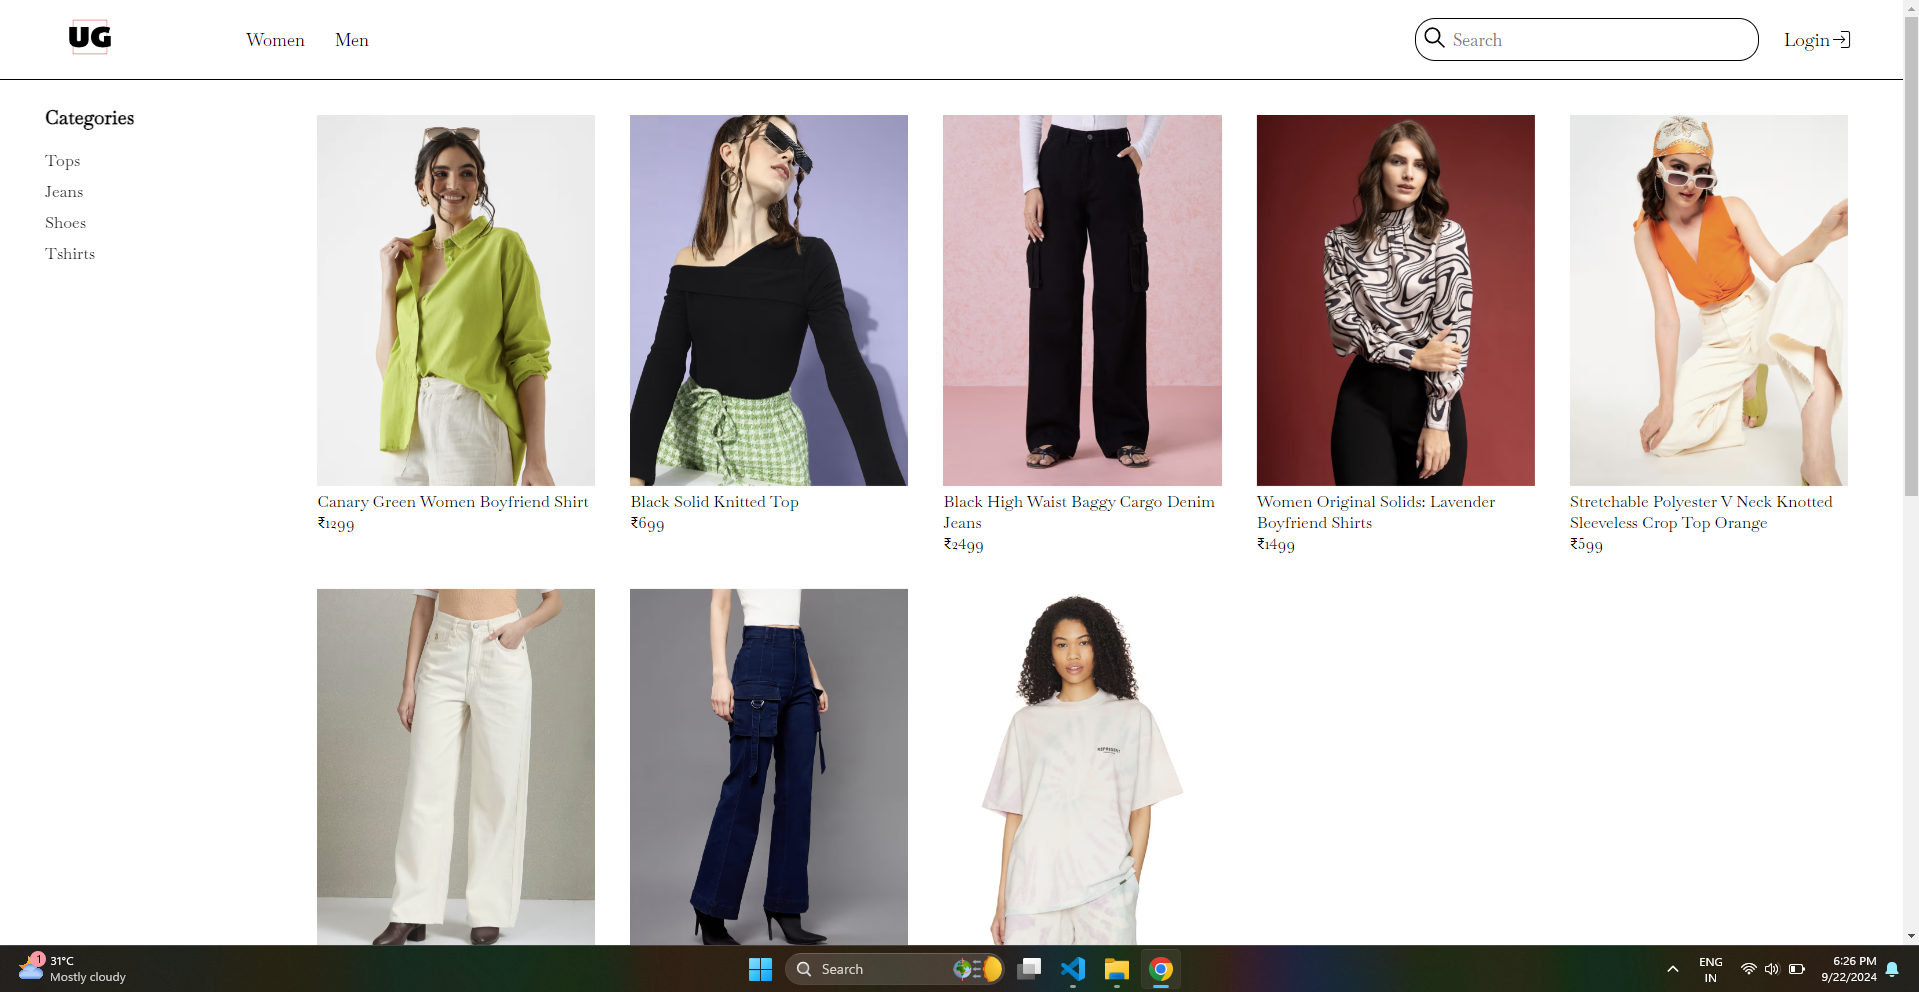 UG
Women
Men
Search
Login
Categories
Tops
Jeans
Shoes
Tshirts
Canary Green Women Boyfriend Shirt
₹1299
Black Solid Knitted Top
₹699
Black High Waist Baggy Cargo Denim
Jeans
₹2499
Women Original Solids: Lavender
Boyfriend Shirts
₹1499
Stretchable Polyester V Neck Knotted
Sleeveless Crop Top Orange
₹599
REPRESENT
1
31°C
Mostly cloudy
Search
ENG
IN
6:26 PM
9/22/2024